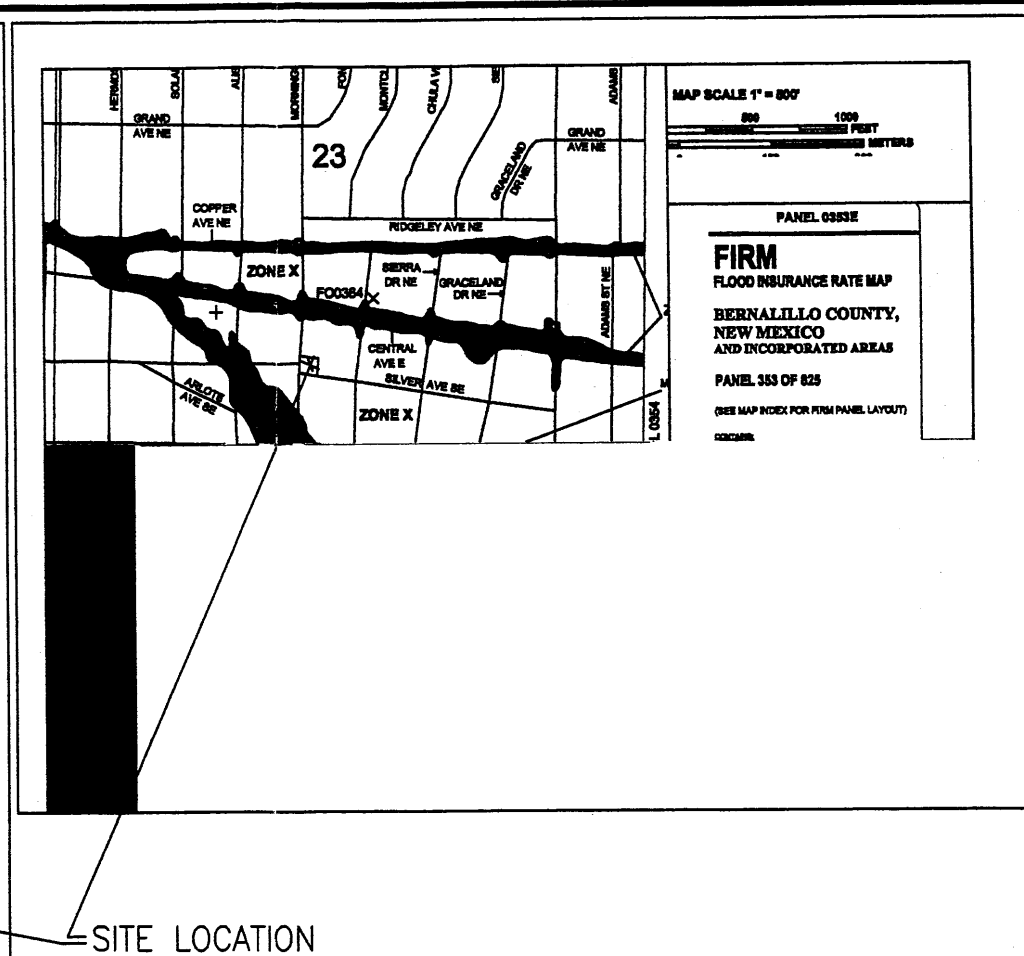 MAP SCALE 1" = 500'
500 1000
FEET
METERS
GRAND
AVE NE
23
GRAND
AVE NE
GRACELAND
DR NE
COPPER
AVE NE
RIDGELEY AVE NE
ZONE X
SIERRA
DR NE
GRACELAND
DR NE
FO0364
ADAMS ST NE
CENTRAL
AVE E
SILVER AVE SE
ARLOTE
AVE SE
ZONE X
L 0354
M
ADAMS
PANEL 0353E
FIRM
FLOOD INSURANCE RATE MAP
BERNALILLO COUNTY,
NEW MEXICO
AND INCORPORATED AREAS
PANEL 353 OF 825
(SEE MAP INDEX FOR FIRM PANEL LAYOUT)
SITE LOCATION